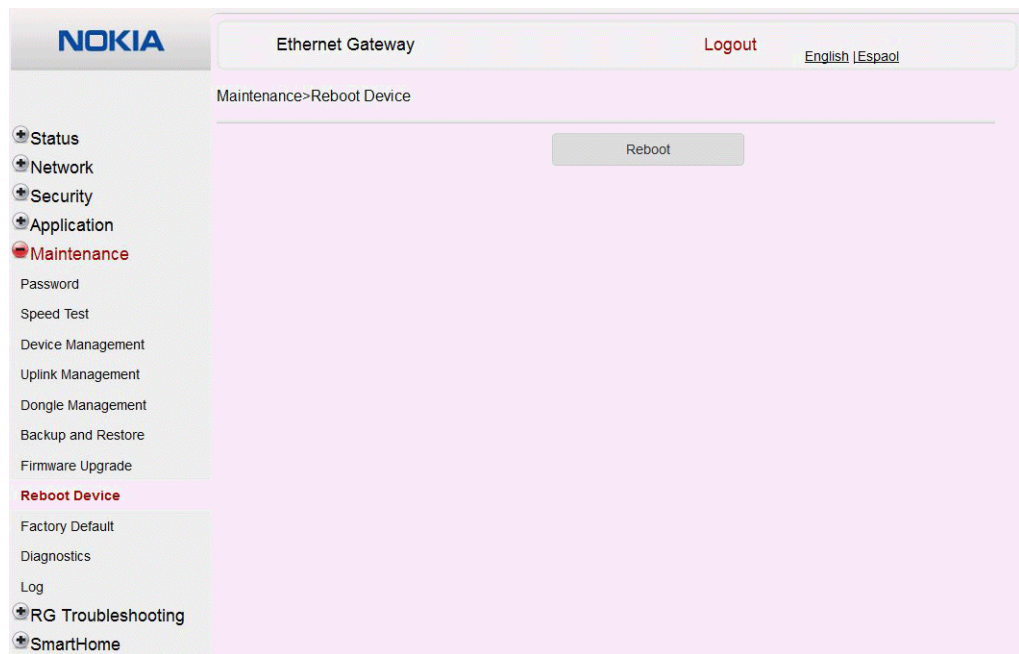 NOKIA
Ethernet Gateway
Logout
English |Espaol
Maintenance>Reboot Device
Reboot
Status
Network
Security
Application
Maintenance
Password
Speed Test
Device Management
Uplink Management
Dongle Management
Backup and Restore
Firmware Upgrade
Reboot Device
Factory Default
Diagnostics
Log
RG Troubleshooting
SmartHome